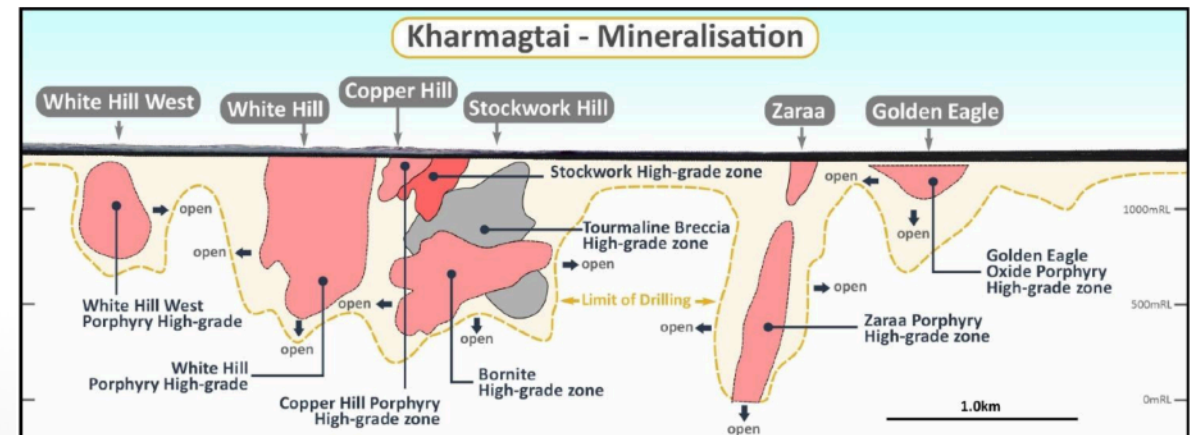 Kharmagtai - Mineralisation
White Hill West
White Hill
Copper Hill
Stockwork Hill
Zaraa
Golden Eagle
Stockwork High-grade zone
open
open
1000mRL
Tourmaline Breccia
High-grade zone
open
open
open
Golden Eagle
Oxide Porphyry
High-grade zone
open
open
White Hill West
Porphyry High-grade
Limit of Drilling
500mRL
open
Zaraa Porphyry
High-grade zone
open
open
White Hill
Porphyry High-grade
Bornite
High-grade zone
Copper Hill Porphyry
High-grade zone
0mRL
1.0km
open